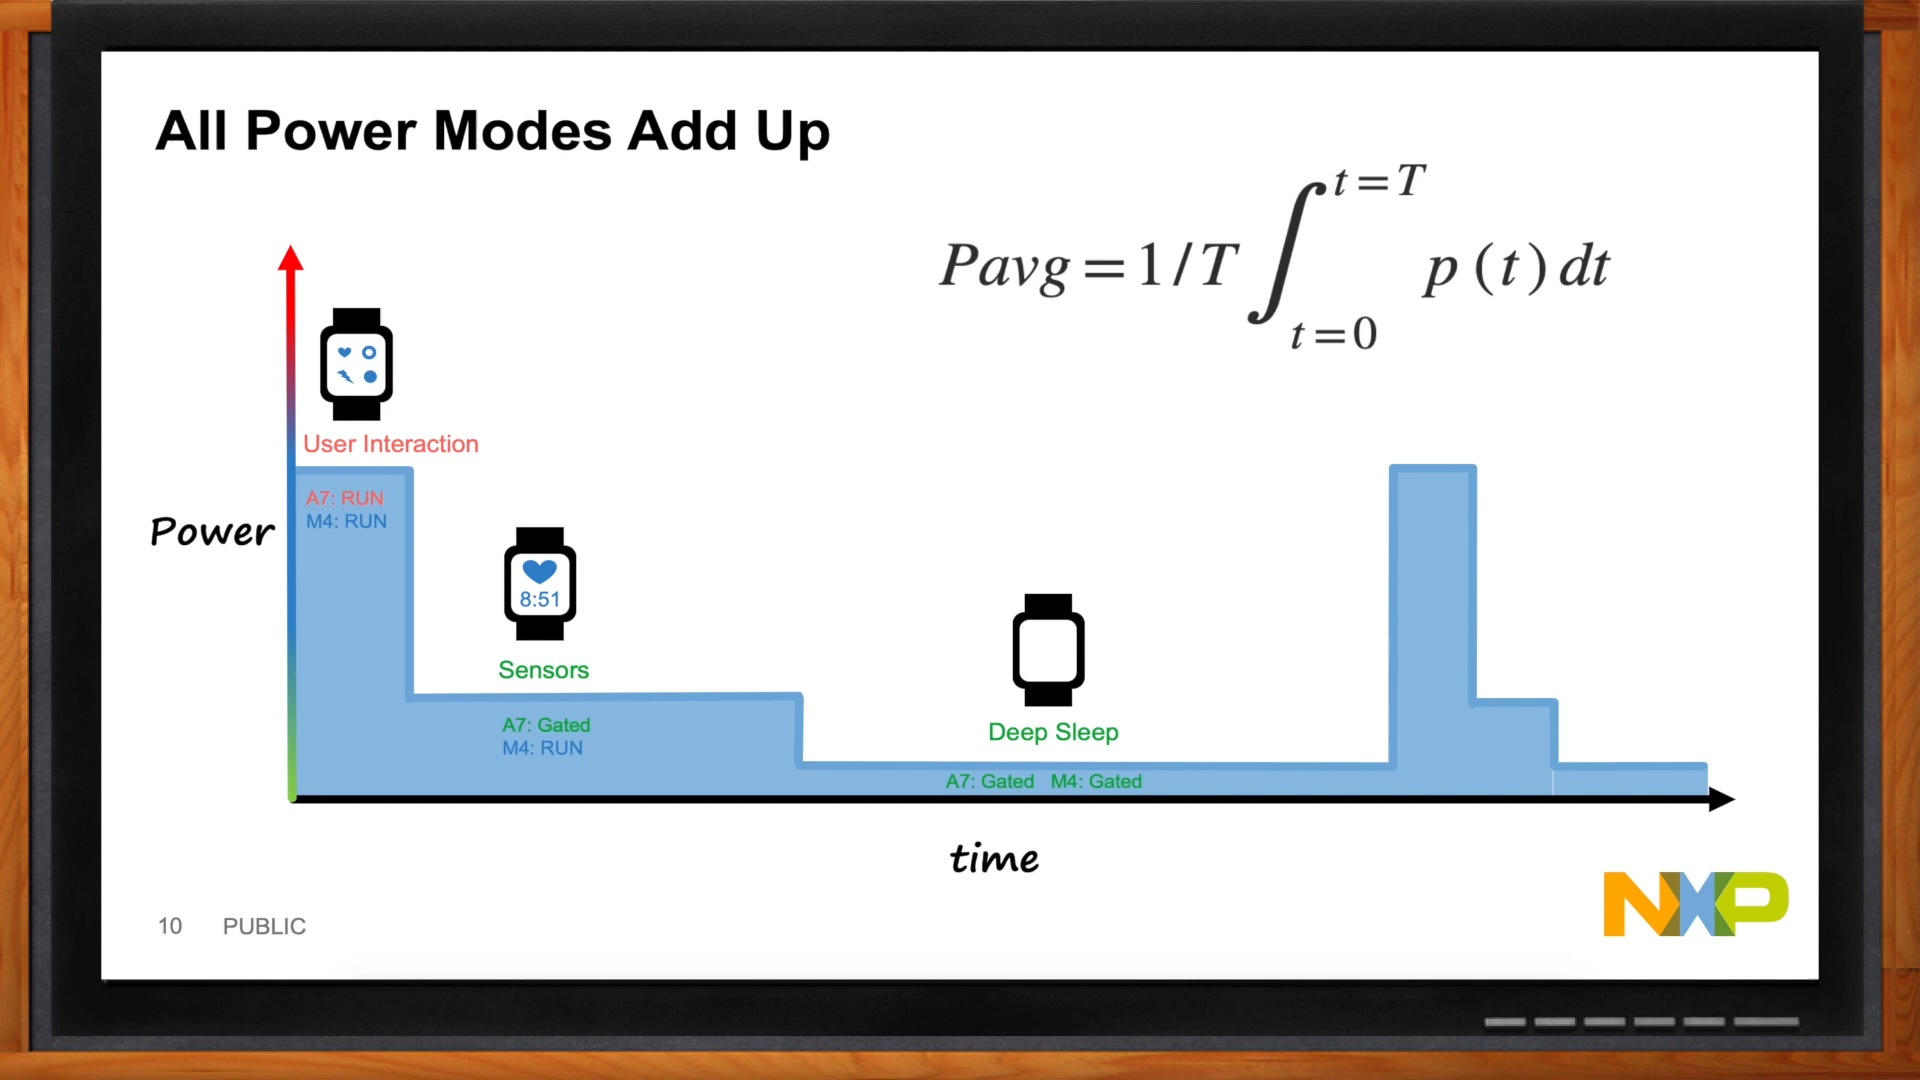 All Power Modes Add Up
Pavg = 1/T ∫ t=T t=0 p(t) dt
User Interaction
A7: RUN
M4: RUN
Power
8:51
Sensors
A7: Gated
M4: RUN
Deep Sleep
A7: Gated M4: Gated
time
10 PUBLIC
NXP